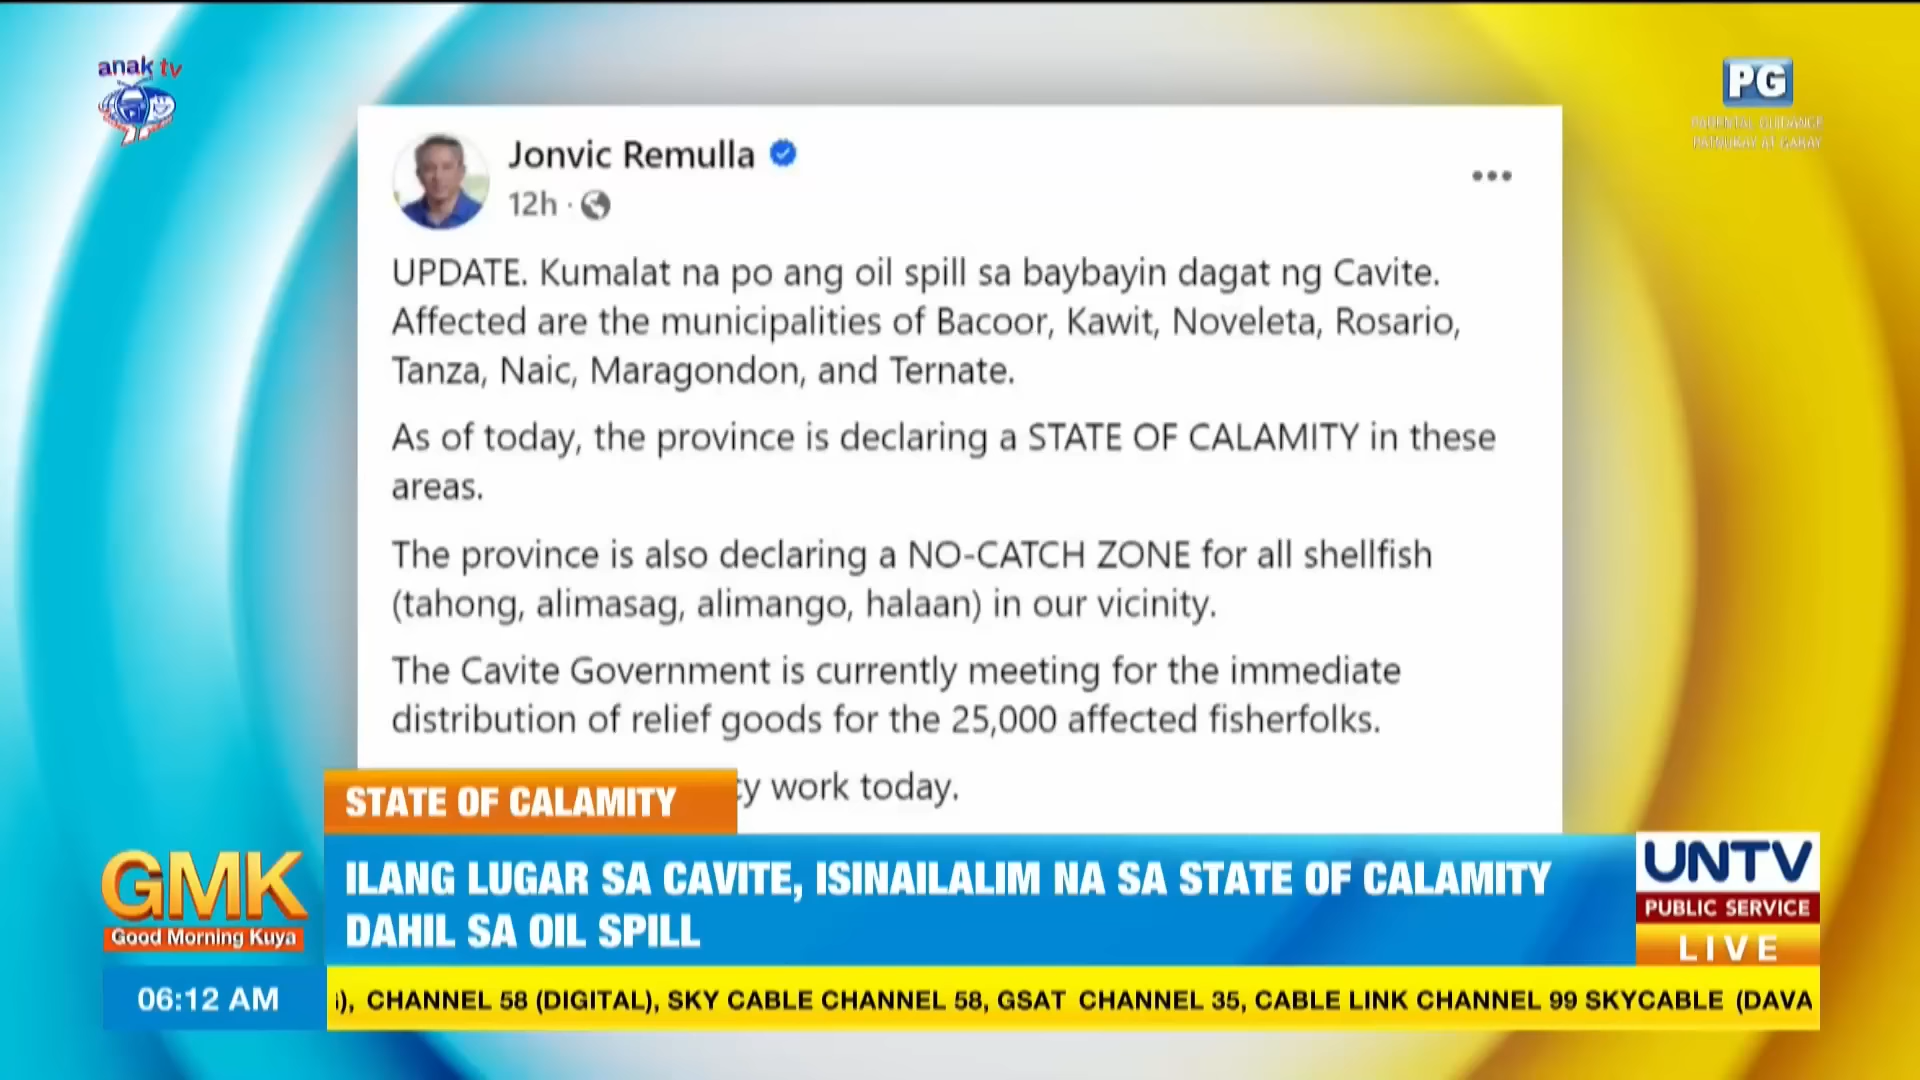 anak tv
PG
PARENTAL GUIDANCE
PATNUBAY AT GABAY
Jonvic Remulla
12h ·
UPDATE. Kumalat na po ang oil spill sa baybayin dagat ng Cavite.
Affected are the municipalities of Bacoor, Kawit, Noveleta, Rosario,
Tanza, Naic, Maragondon, and Ternate.
As of today, the province is declaring a STATE OF CALAMITY in these
areas.
The province is also declaring a NO-CATCH ZONE for all shellfish
(tahong, alimasag, alimango, halaan) in our vicinity.
The Cavite Government is currently meeting for the immediate
distribution of relief goods for the 25,000 affected fisherfolks.
work today.
STATE OF CALAMITY
ILANG LUGAR SA CAVITE, ISINAILALIM NA SA STATE OF CALAMITY
DAHIL SA OIL SPILL
GMK
Good Morning Kuya
UNTV
PUBLIC SERVICE
LIVE
06:12 AM
), CHANNEL 58 (DIGITAL), SKY CABLE CHANNEL 58, GSAT CHANNEL 35, CABLE LINK CHANNEL 99 SKYCABLE (DAVA